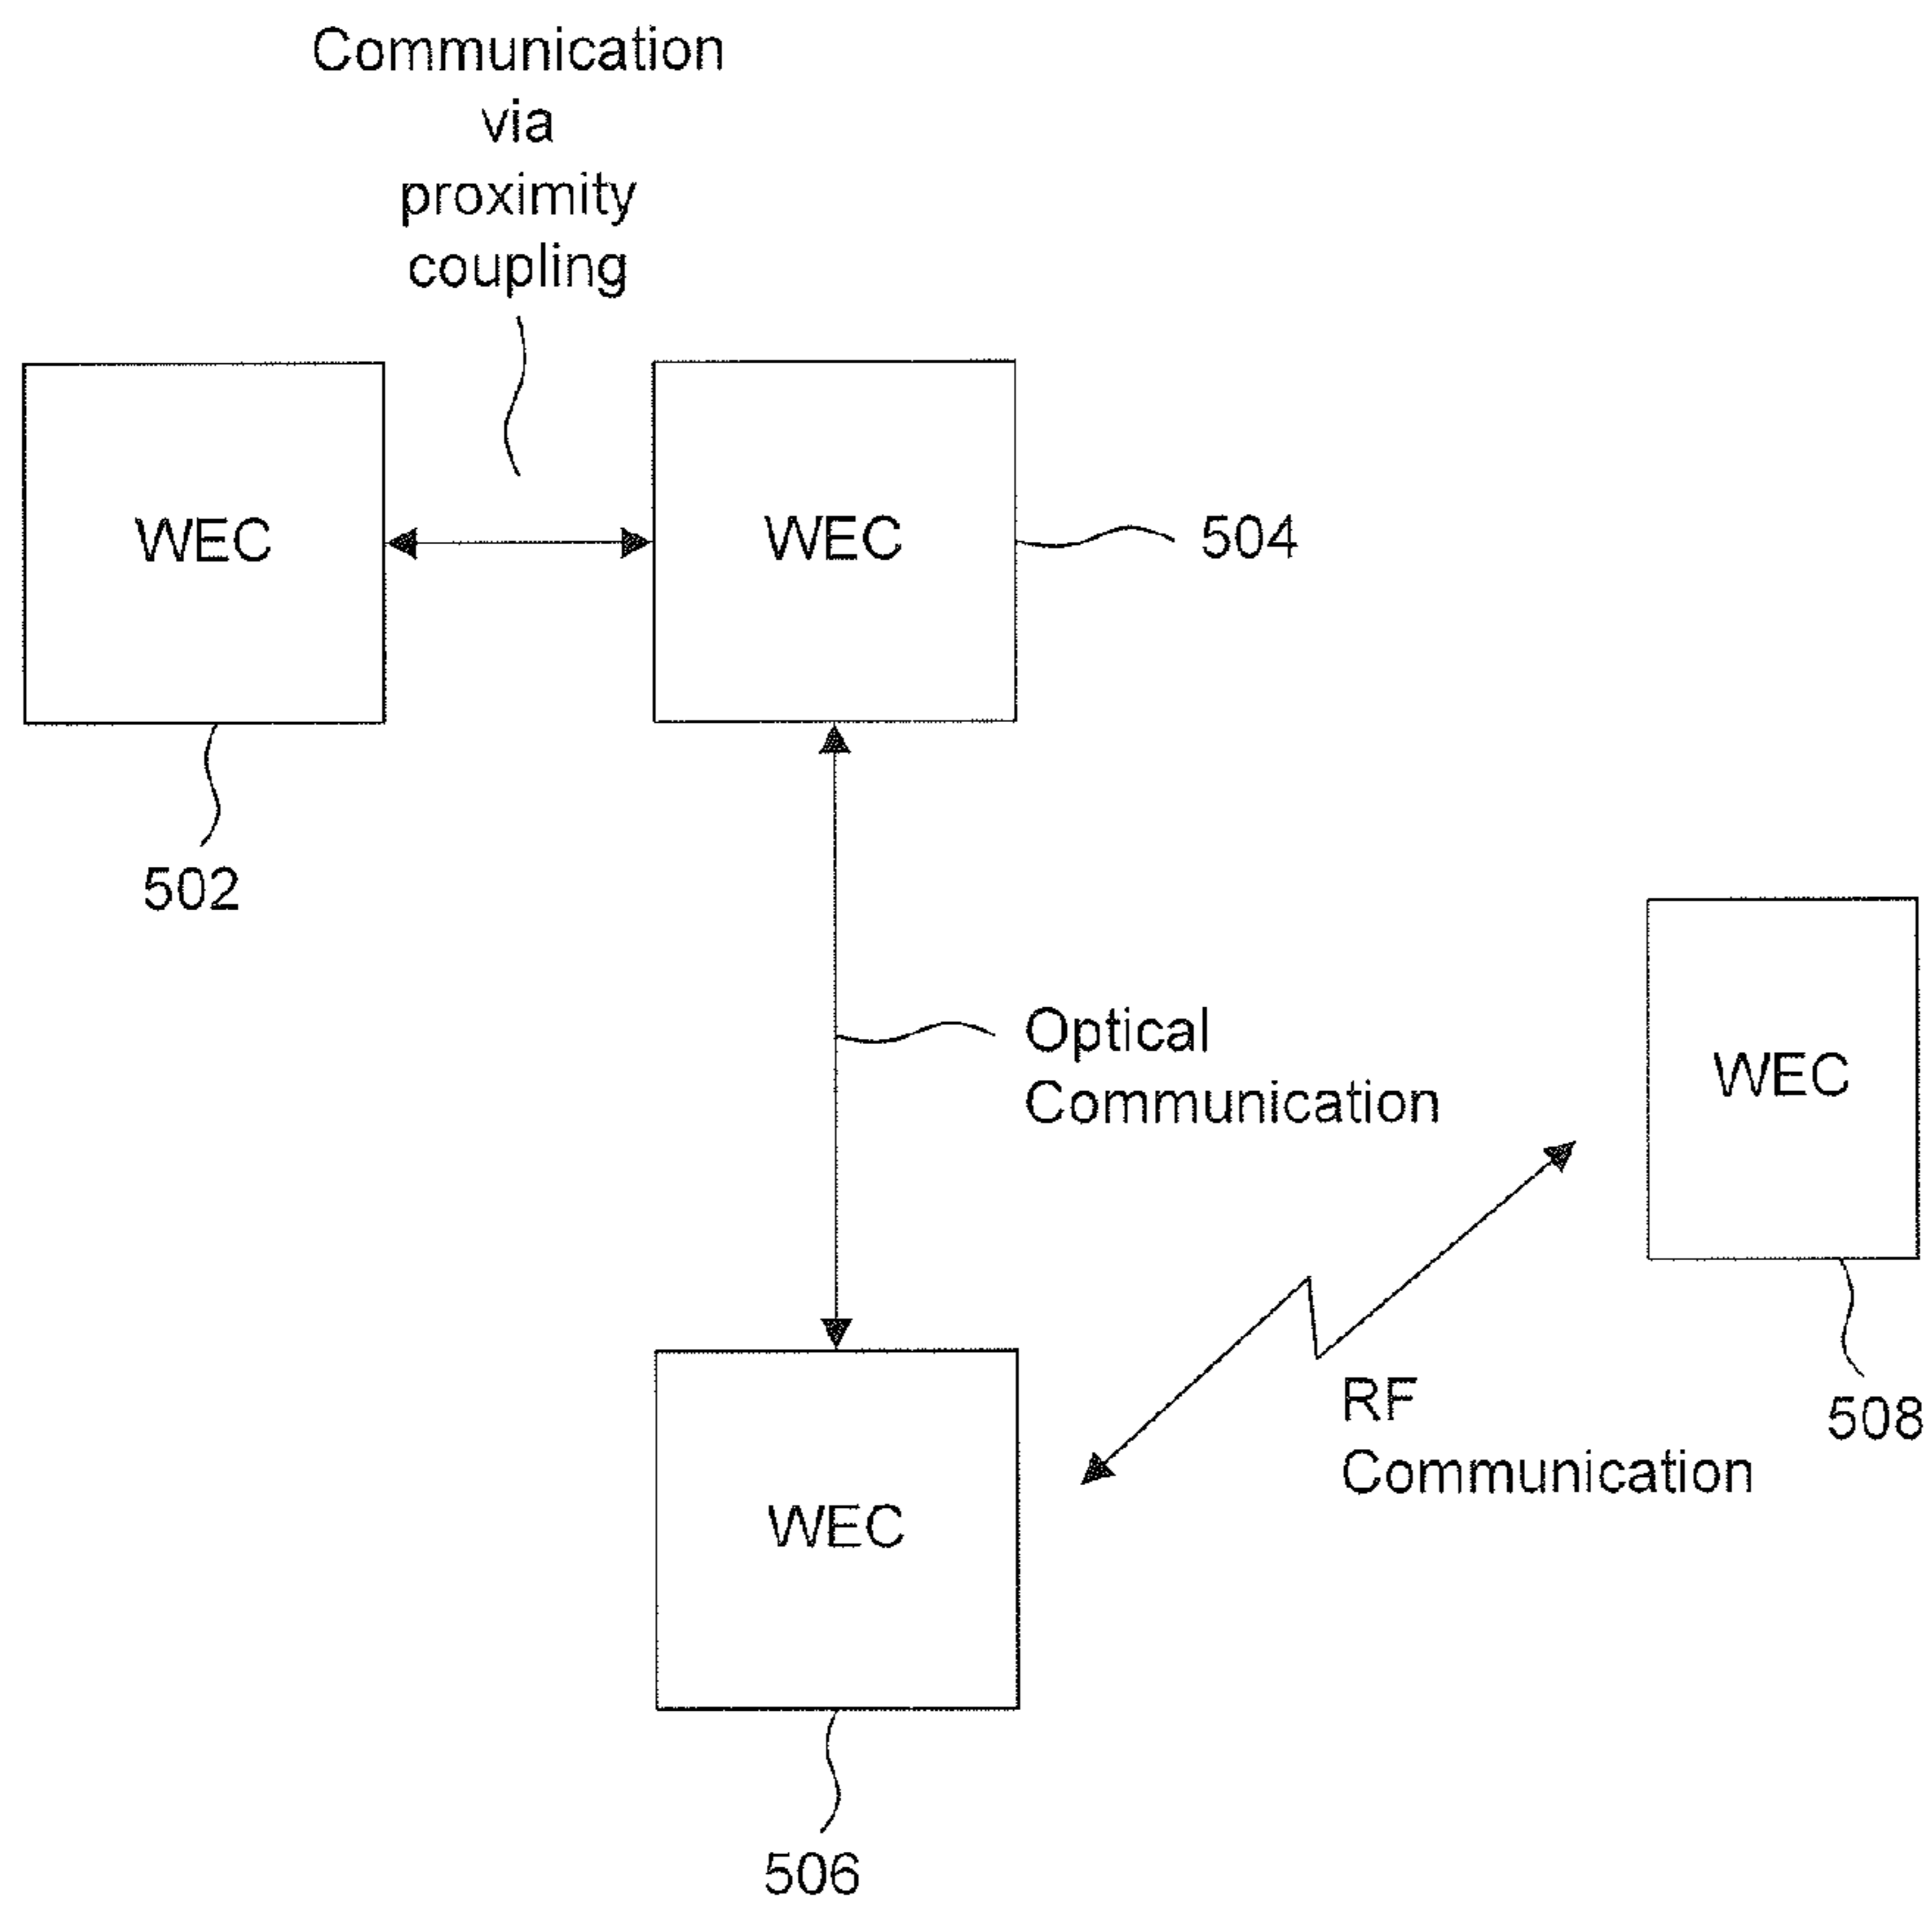 Communication
via
proximity
coupling
WEC
WEC
504
502
Optical
Communication
WEC
RF
Communication
508
WEC
506